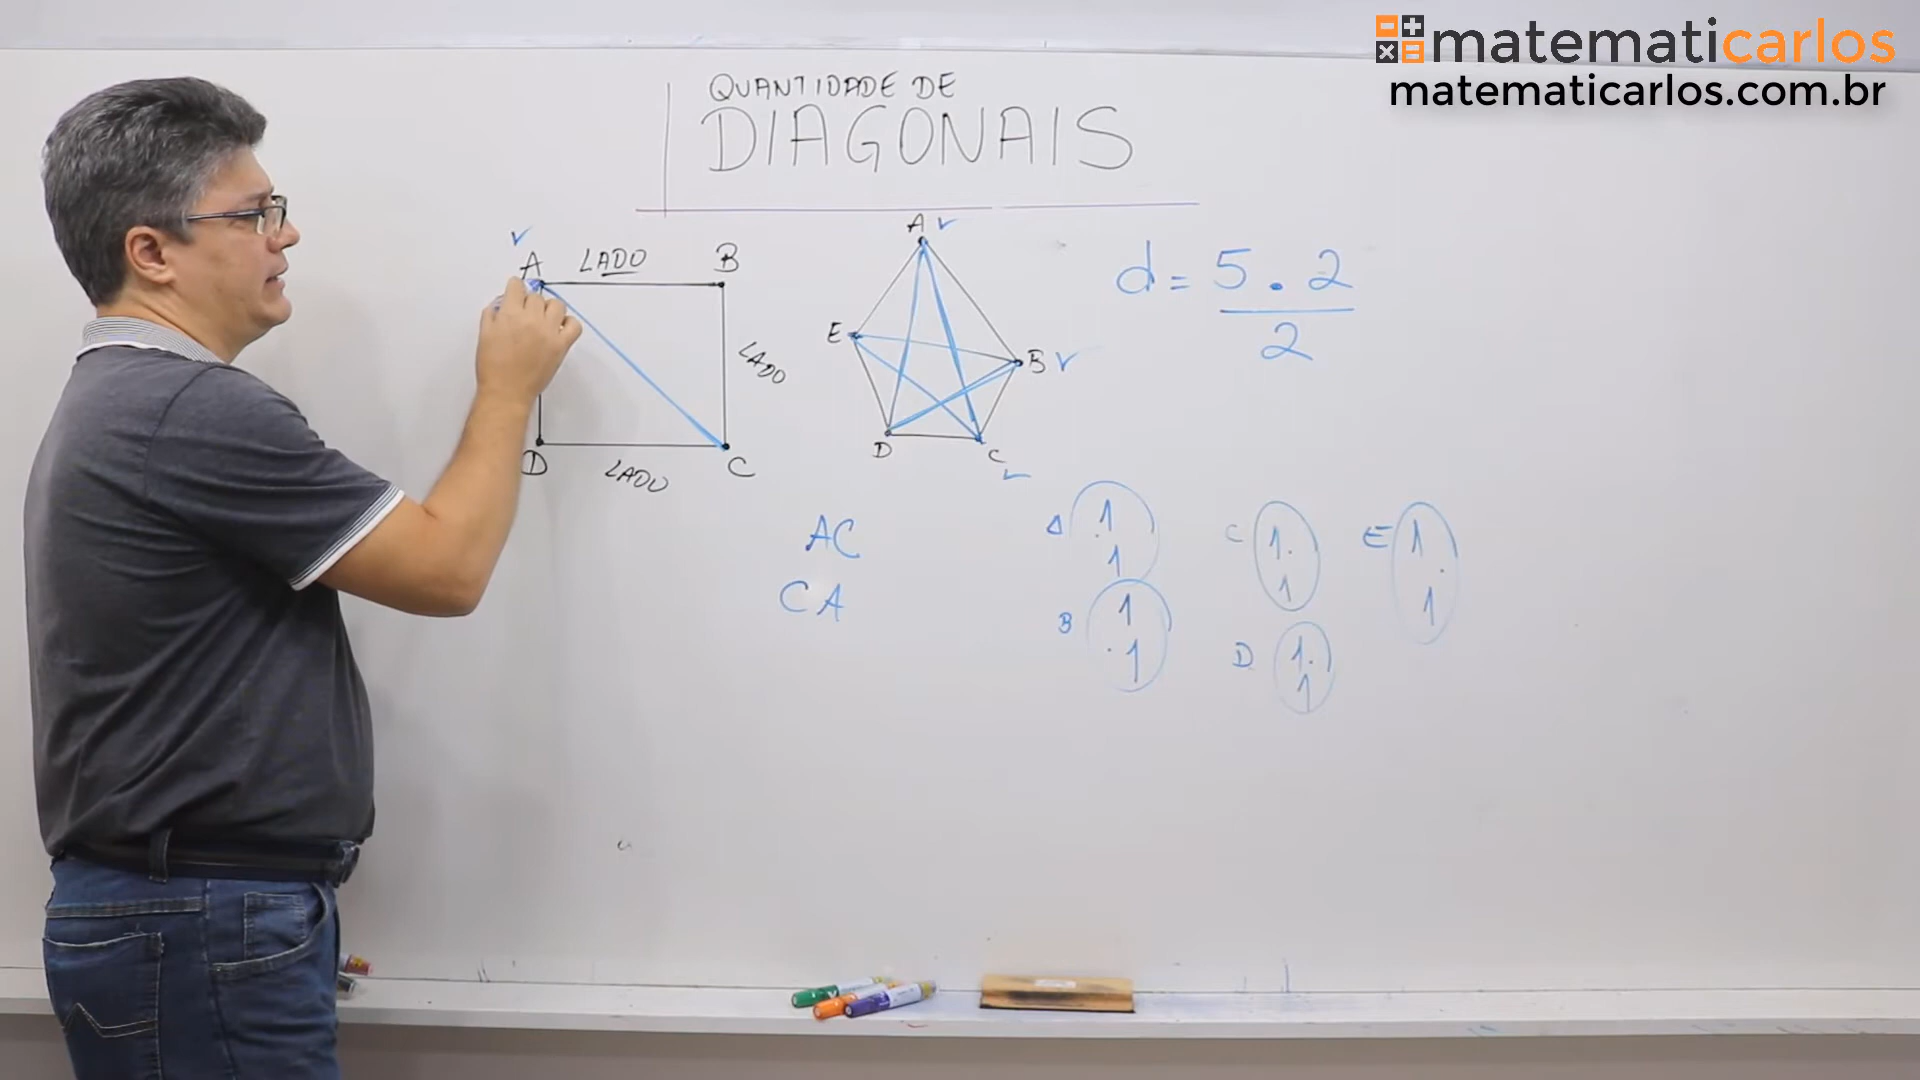 matematicarlos
matematicarlos.com.br
QUANTIDADE DE
DIAGONAIS
A LADO B
LADO
D LADO C
A
E
B
D
C
d = 5 . 2
2
AC
CA
A 1
1
B 1
1
C 1
1
D 1
1
E 1
1